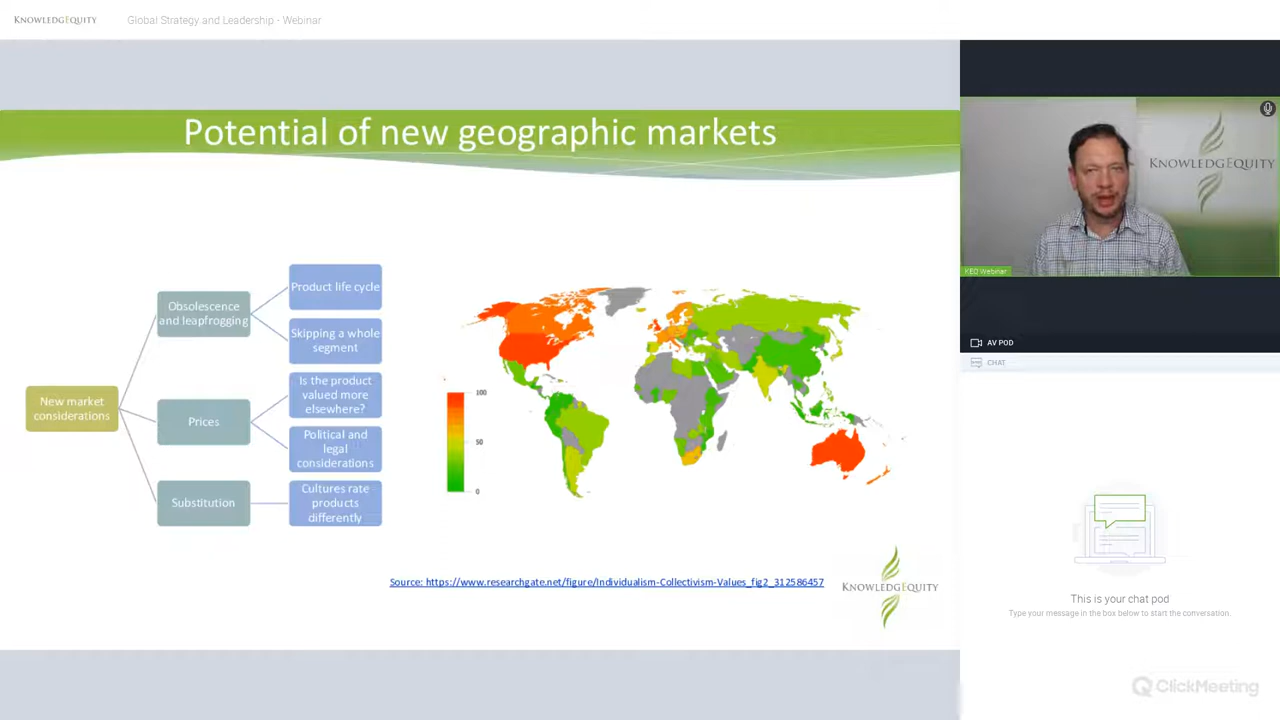 KNOWLEDGEQUITY
Global Strategy and Leadership - Webinar
Potential of new geographic markets
New market
considerations
Obsolescence
and leapfrogging
Product life cycle
Skipping a whole
segment
Prices
Is the product
valued more
elsewhere?
Political and
legal
considerations
Substitution
Cultures rate
products
differently
100
50
0
Source: https://www.researchgate.net/figure/Individualism-Collectivism-Values_fig2_312586457
KNOWLEDGEQUITY
KNOWLEDGEQUITY
KEQ Webinar
AV POD
CHAT
This is your chat pod
Type your message in the box below to start the conversation.
ClickMeeting